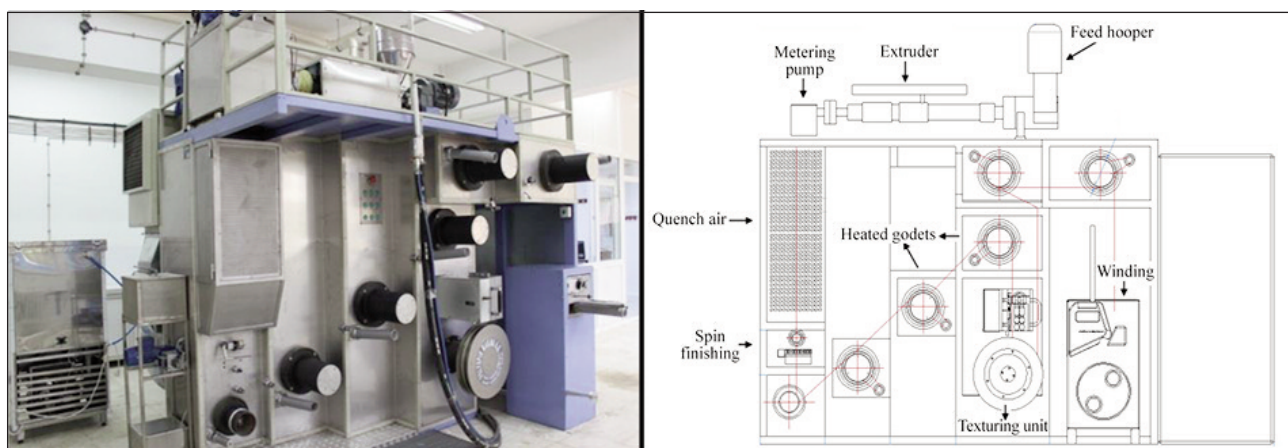 Feed hooper
Extruder
Metering
pump
Quench air
Heated godets
Winding
Spin
finishing
Texturing unit